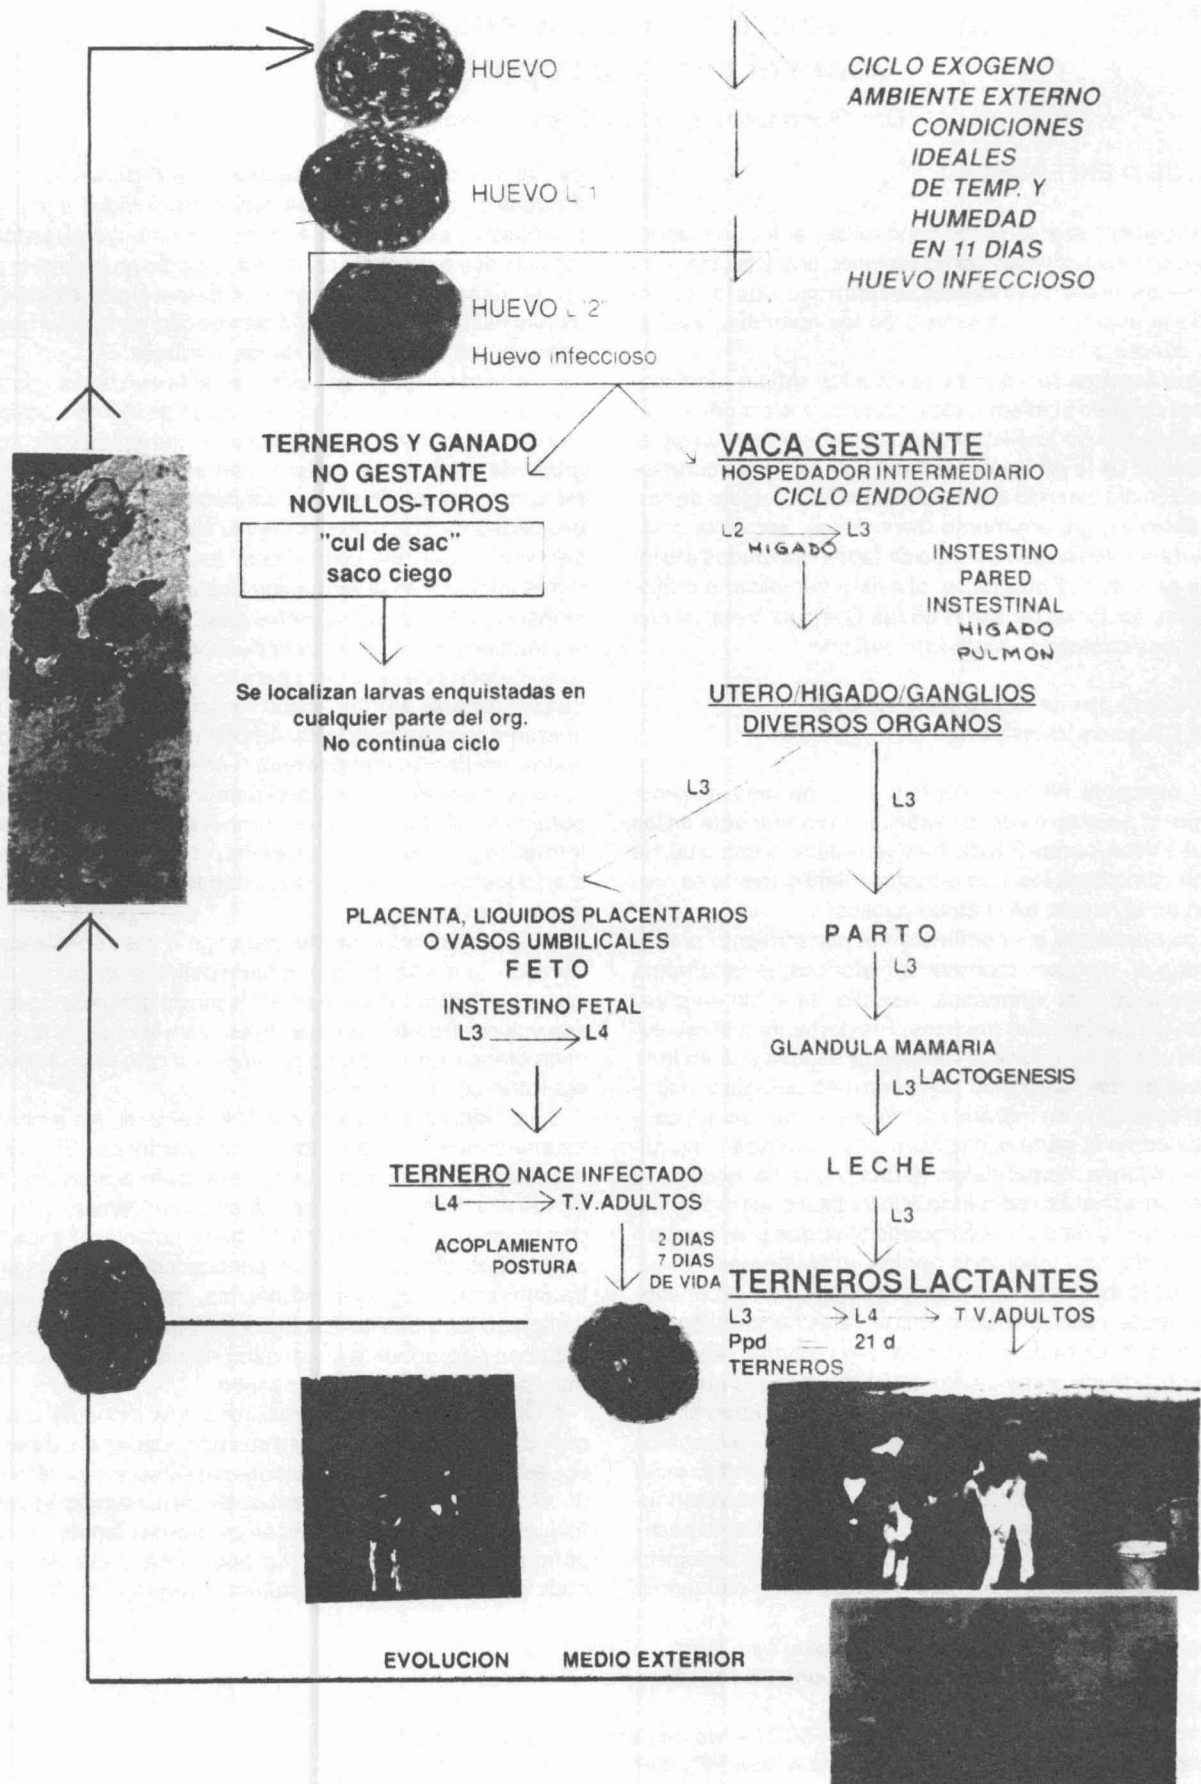 HUEVO
HUEVO L "1"
HUEVO L "2"
Huevo infeccioso
CICLO EXOGENO
AMBIENTE EXTERNO
CONDICIONES
IDEALES
DE TEMP. Y
HUMEDAD
EN 11 DIAS
HUEVO INFECCIOSO
TERNEROS Y GANADO
NO GESTANTE
NOVILLOS-TOROS
"cul de sac"
saco ciego
Se localizan larvas enquistadas en
cualquier parte del org.
No continúa ciclo
VACA GESTANTE
HOSPEDADOR INTERMEDIARIO
CICLO ENDOGENO
L2 L3
HIGADO
INSTESTINO
PARED
INSTESTINAL
HIGADO
PULMON
UTERO/HIGADO/GANGLIOS
DIVERSOS ORGANOS
L3
L3
PLACENTA, LIQUIDOS PLACENTARIOS
O VASOS UMBILICALES
FETO
INSTESTINO FETAL
L3 L4
TERNERO NACE INFECTADO
L4 T.V.ADULTOS
ACOPLAMIENTO
POSTURA
2 DIAS
7 DIAS
DE VIDA
PARTO
L3
GLANDULA MAMARIA
L3 LACTOGENESIS
LECHE
L3
TERNEROS LACTANTES
L3 L4 T.V.ADULTOS
Ppd = 21 d
TERNEROS
EVOLUCION MEDIO EXTERIOR